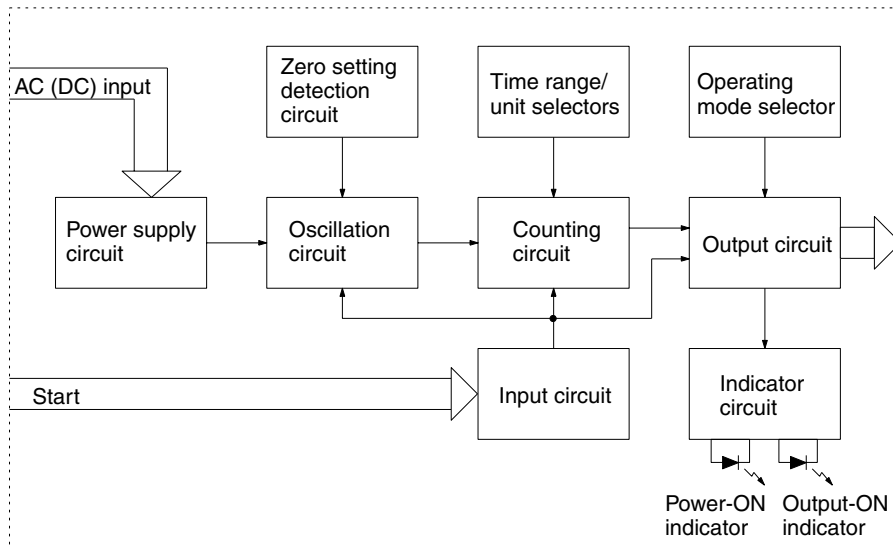 AC (DC) input
Zero setting
detection
circuit
Time range/
unit selectors
Operating
mode selector
Power supply
circuit
Oscillation
circuit
Counting
circuit
Output circuit
Start
Input circuit
Indicator
circuit
Power-ON
indicator
Output-ON
indicator